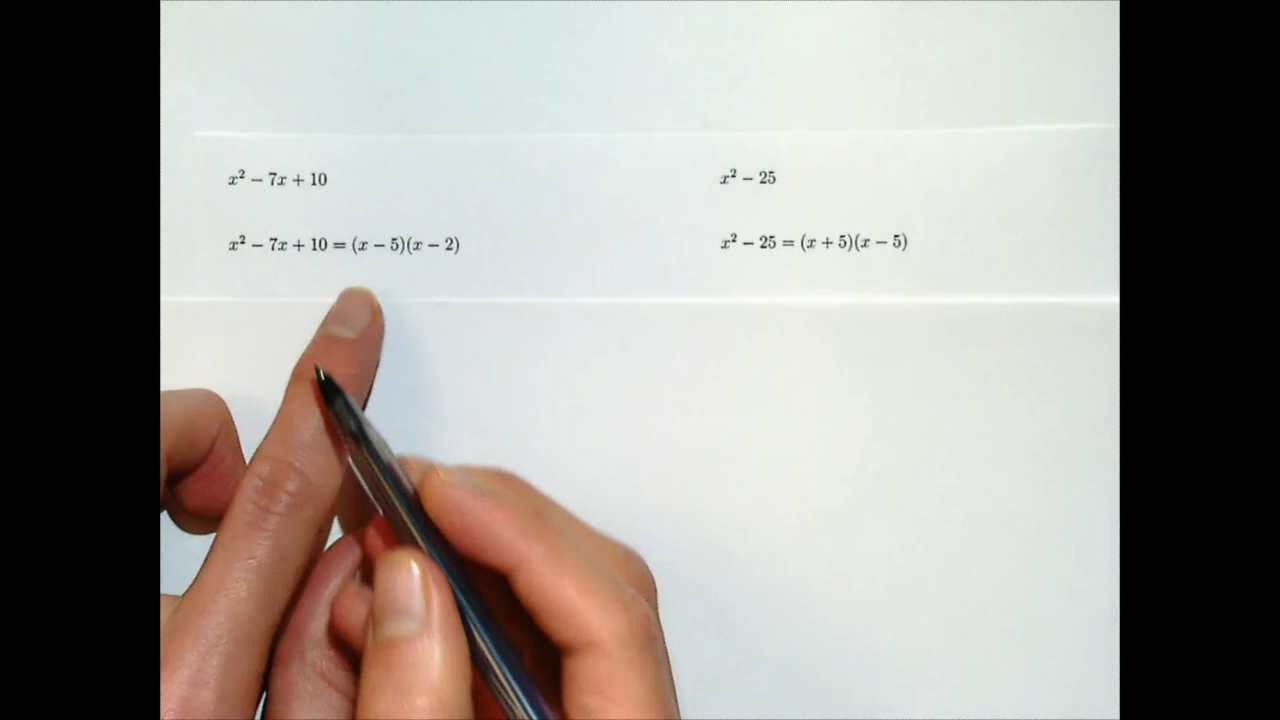 x² − 7x + 10
x² − 7x + 10 = (x − 5)(x − 2)
x² − 25
x² − 25 = (x + 5)(x − 5)